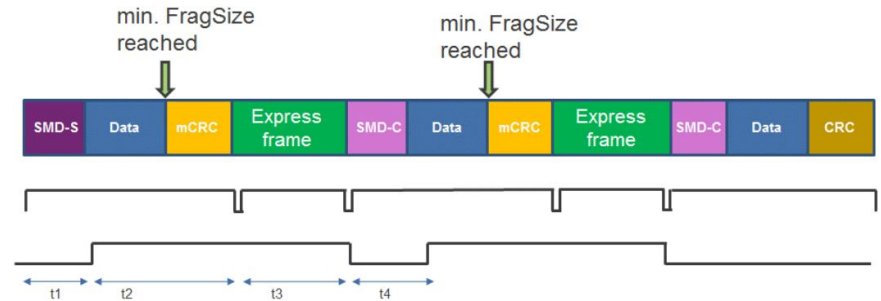 min. FragSize
reached
min. FragSize
reached
SMD-S
Data
mCRC
Express
frame
SMD-C
Data
mCRC
Express
frame
SMD-C
Data
CRC
t1
t2
t3
t4